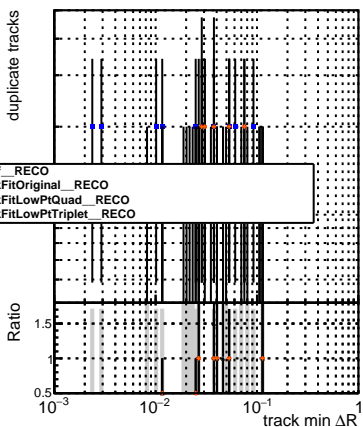 duplicate tracks
_RECO
FitOriginal__RECO
FitLowPtQuad__RECO
FitLowPtTriplet__RECO
Ratio
1.5
1
0.5
10⁻³
10⁻²
10⁻¹
1
track min ΔR